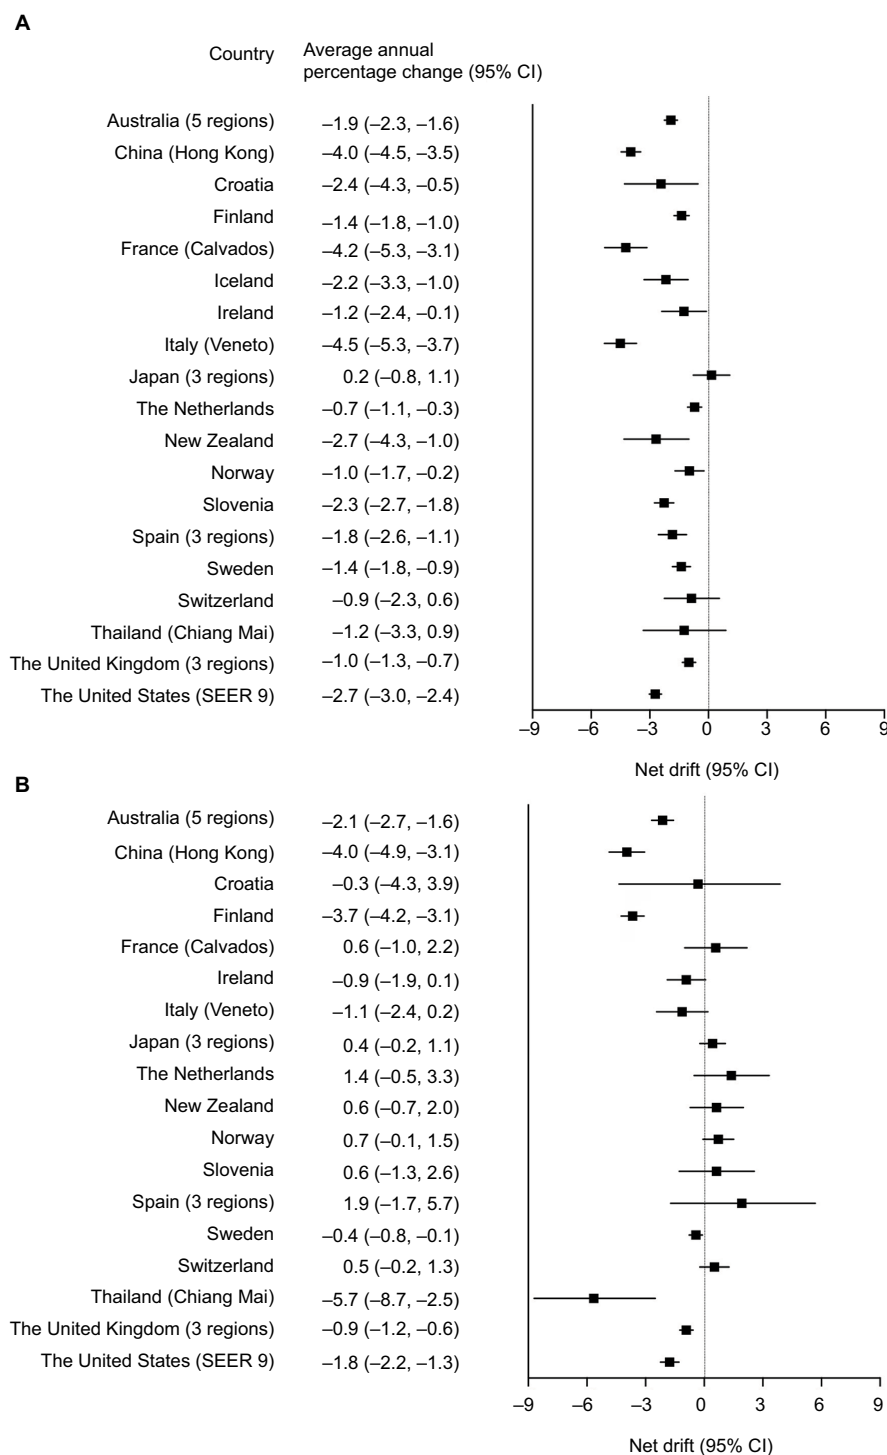 A
Country Average annual
percentage change (95% CI)
Australia (5 regions) –1.9 (–2.3, –1.6)
China (Hong Kong) –4.0 (–4.5, –3.5)
Croatia –2.4 (–4.3, –0.5)
Finland –1.4 (–1.8, –1.0)
France (Calvados) –4.2 (–5.3, –3.1)
Iceland –2.2 (–3.3, –1.0)
Ireland –1.2 (–2.4, –0.1)
Italy (Veneto) –4.5 (–5.3, –3.7)
Japan (3 regions) 0.2 (–0.8, 1.1)
The Netherlands –0.7 (–1.1, –0.3)
New Zealand –2.7 (–4.3, –1.0)
Norway –1.0 (–1.7, –0.2)
Slovenia –2.3 (–2.7, –1.8)
Spain (3 regions) –1.8 (–2.6, –1.1)
Sweden –1.4 (–1.8, –0.9)
Switzerland –0.9 (–2.3, 0.6)
Thailand (Chiang Mai) –1.2 (–3.3, 0.9)
The United Kingdom (3 regions) –1.0 (–1.3, –0.7)
The United States (SEER 9) –2.7 (–3.0, –2.4)
–9 –6 –3 0 3 6 9
Net drift (95% CI)
B
Australia (5 regions) –2.1 (–2.7, –1.6)
China (Hong Kong) –4.0 (–4.9, –3.1)
Croatia –0.3 (–4.3, 3.9)
Finland –3.7 (–4.2, –3.1)
France (Calvados) 0.6 (–1.0, 2.2)
Ireland –0.9 (–1.9, 0.1)
Italy (Veneto) –1.1 (–2.4, 0.2)
Japan (3 regions) 0.4 (–0.2, 1.1)
The Netherlands 1.4 (–0.5, 3.3)
New Zealand 0.6 (–0.7, 2.0)
Norway 0.7 (–0.1, 1.5)
Slovenia 0.6 (–1.3, 2.6)
Spain (3 regions) 1.9 (–1.7, 5.7)
Sweden –0.4 (–0.8, –0.1)
Switzerland 0.5 (–0.2, 1.3)
Thailand (Chiang Mai) –5.7 (–8.7, –2.5)
The United Kingdom (3 regions) –0.9 (–1.2, –0.6)
The United States (SEER 9) –1.8 (–2.2, –1.3)
–9 –6 –3 0 3 6 9
Net drift (95% CI)